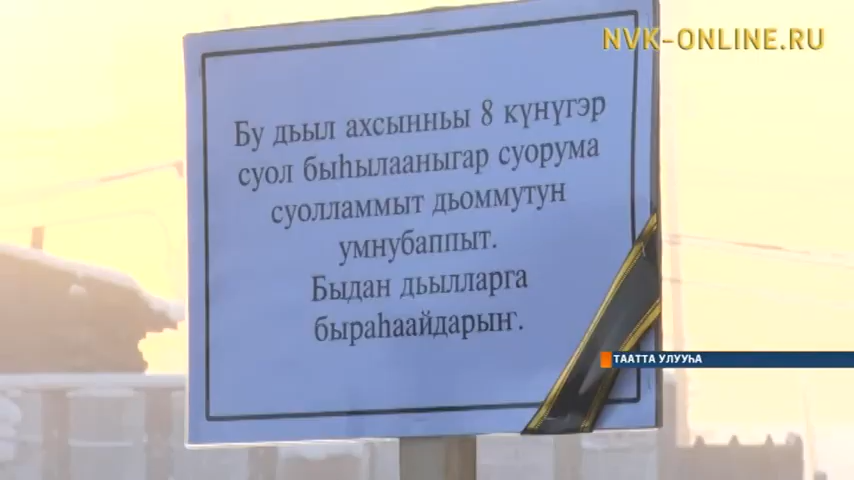 NVK-ONLINE.RU
Бу дьыл ахсынньы 8 күнүгэр
суол быһылааныгар суорума
суолламмыт дьоммутун
умнубаппыт.
Быдан дьылларга
быраһаайдарыҥ.
ТААТТА УЛУУҺА